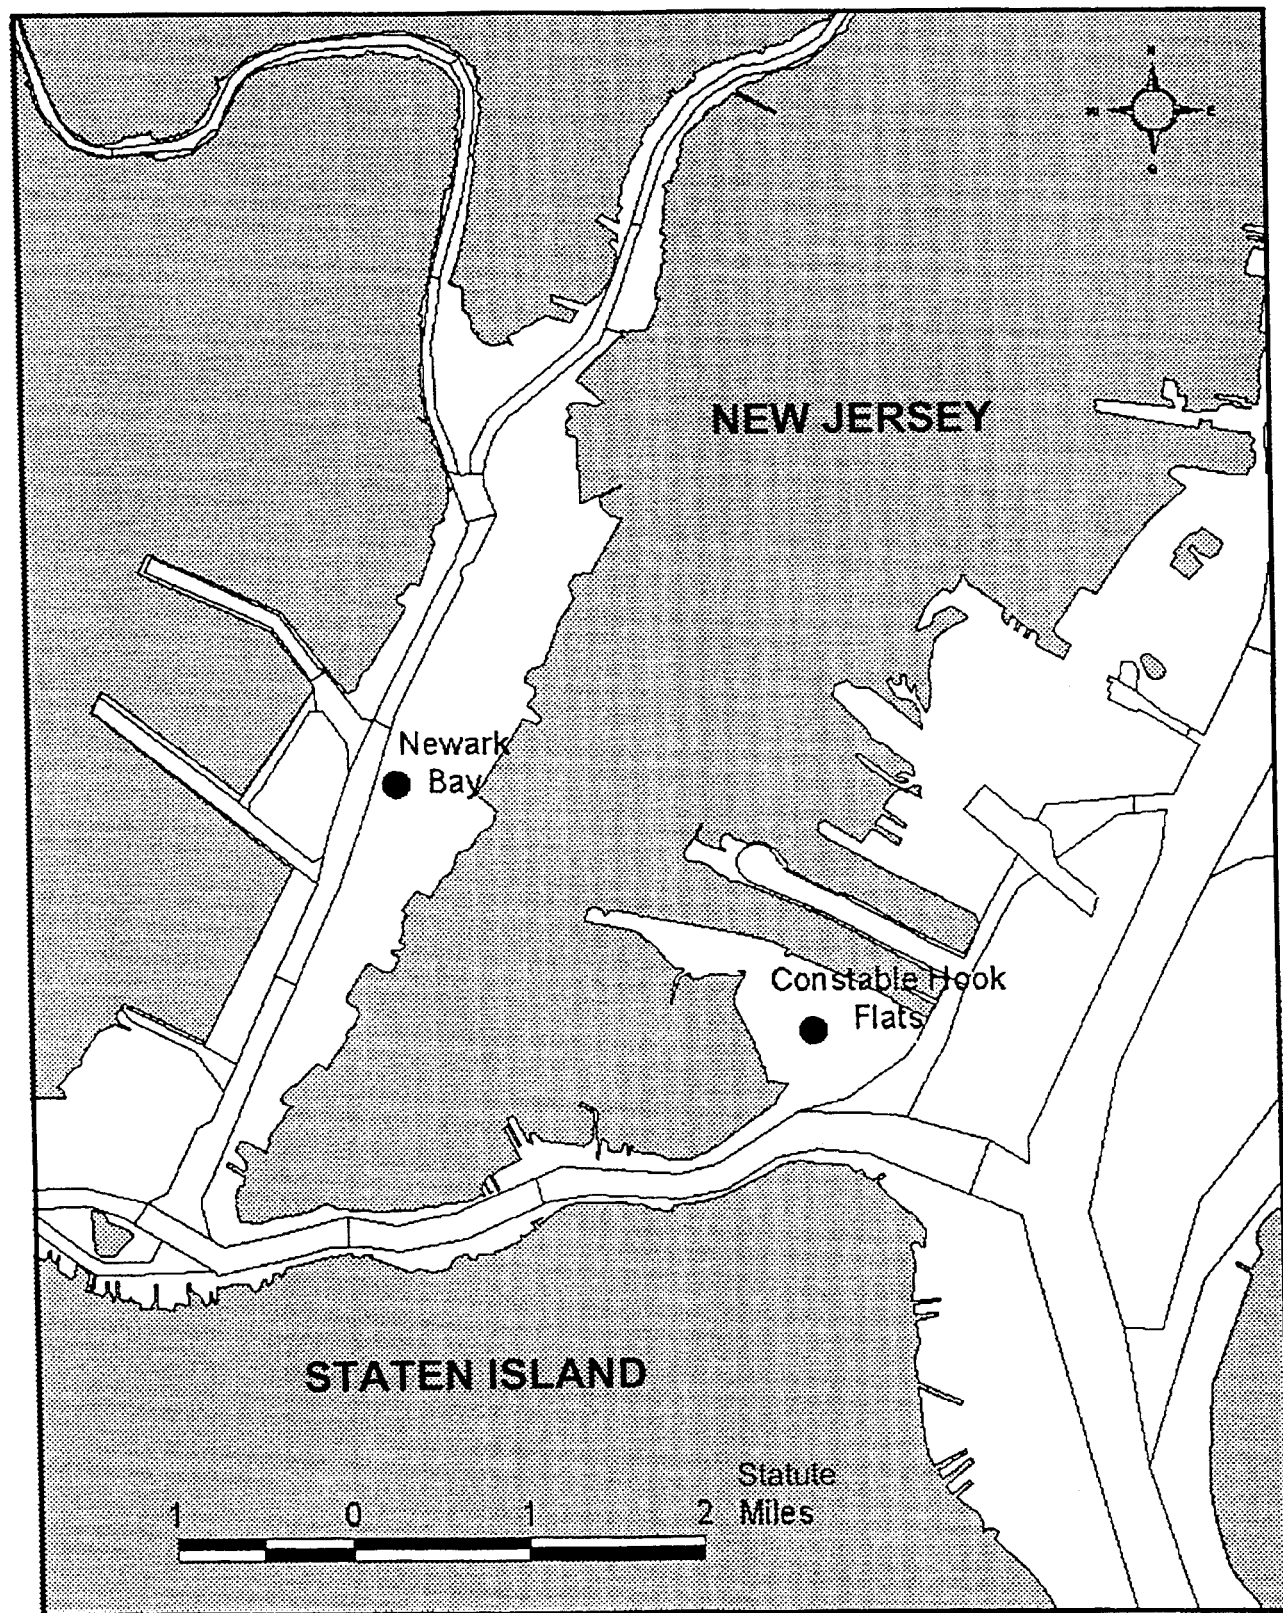 N
W E
S
NEW JERSEY
Newark
Bay
Constable Hook
Flats
STATEN ISLAND
Statute
1 0 1 2 Miles